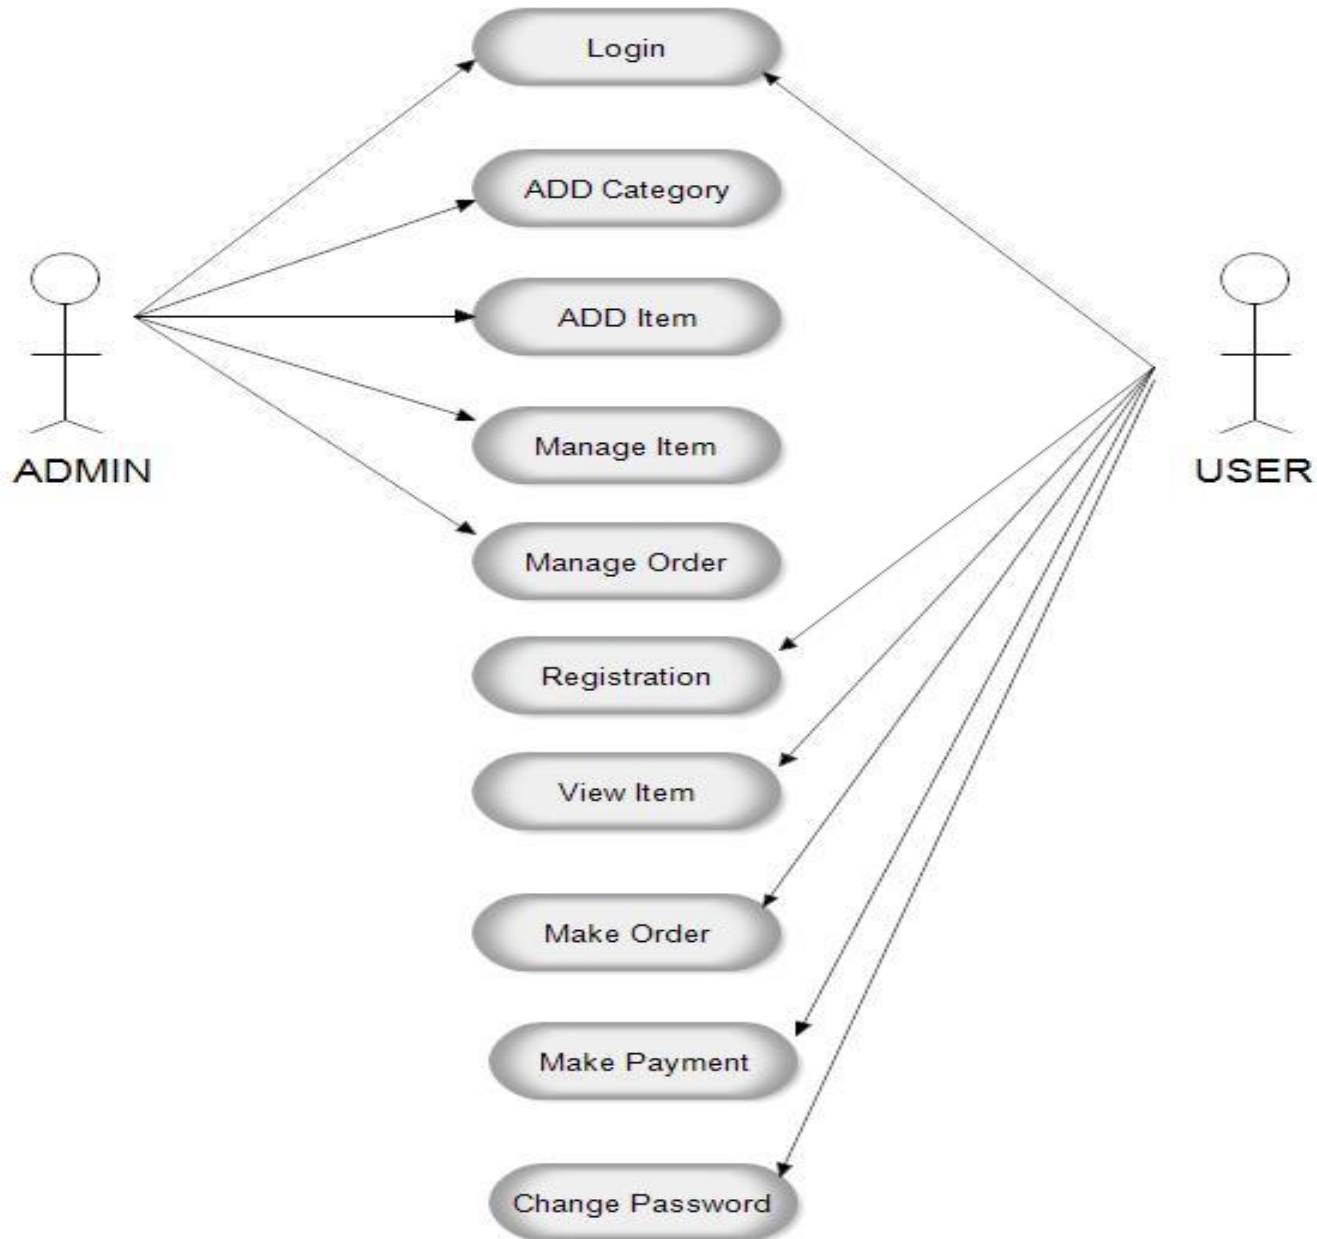 Login
ADD Category
ADD Item
Manage Item
ADMIN
USER
Manage Order
Registration
View Item
Make Order
Make Payment
Change Password